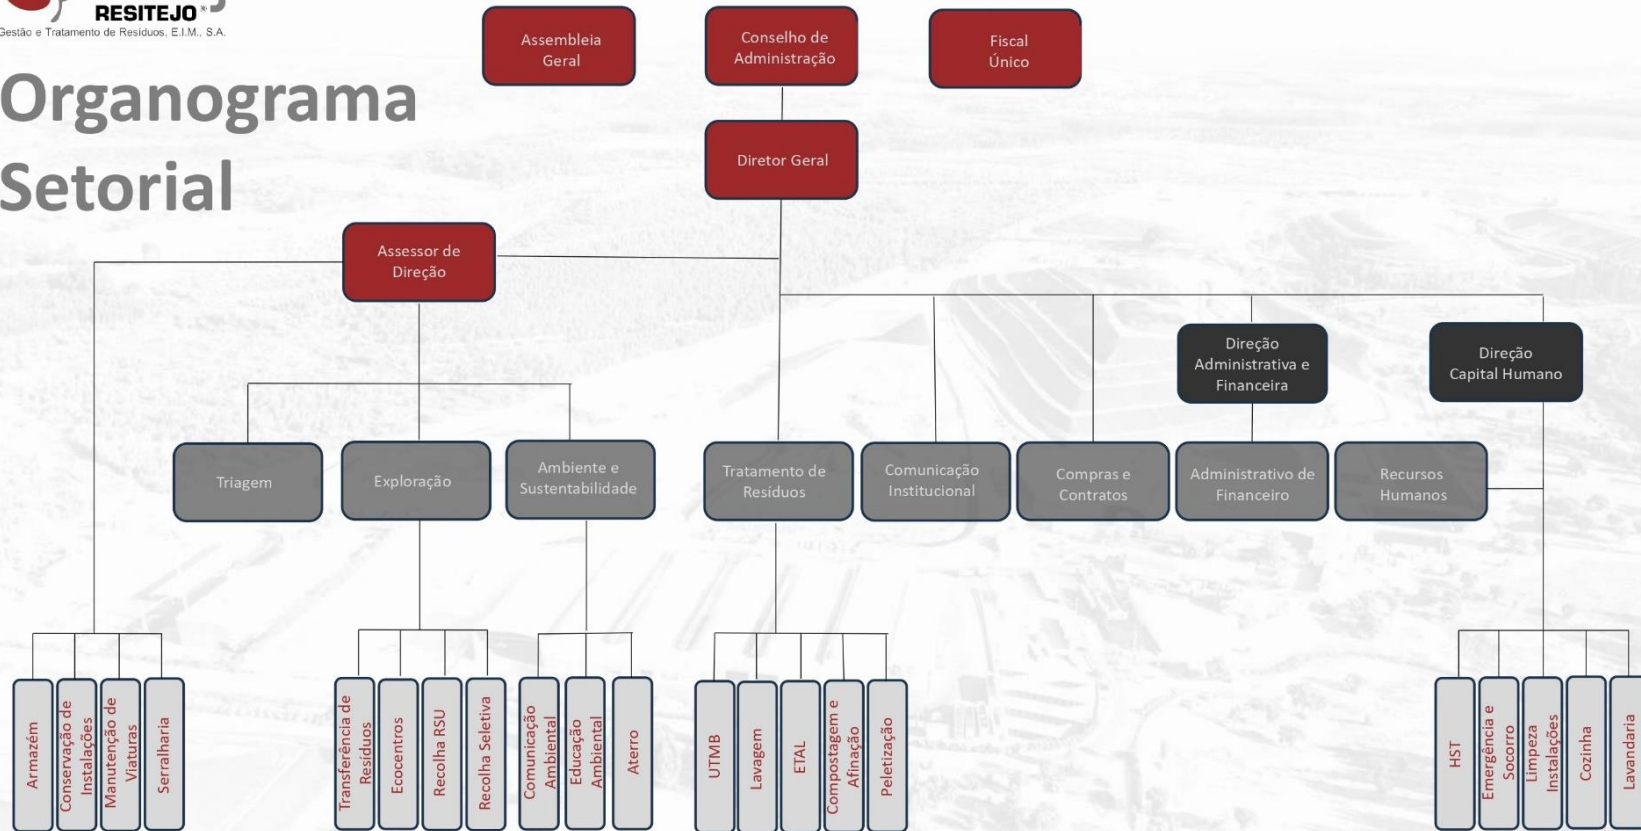 RESITEJO®
Gestão e Tratamento de Resíduos, E.I.M., S.A.
Organograma
Setorial
Assembleia
Geral
Conselho de
Administração
Fiscal
Único
Diretor Geral
Assessor de
Direção
Direção
Administrativa e
Financeira
Direção
Capital Humano
Triagem
Exploração
Ambiente e
Sustentabilidade
Tratamento de
Resíduos
Comunicação
Institucional
Compras e
Contratos
Administrativo de
Financeiro
Recursos
Humanos
Armazém
Conservação de
Instalações
Manutenção de
Viaturas
Serralharia
Transferência de
Resíduos
Ecocentros
Recolha RSU
Recolha Seletiva
Comunicação
Ambiental
Educação
Ambiental
Aterro
UTMB
Lavagem
ETAL
Compostagem e
Afinação
Peletização
HST
Emergência e
Socorro
Limpeza
Instalações
Cozinha
Lavandaria